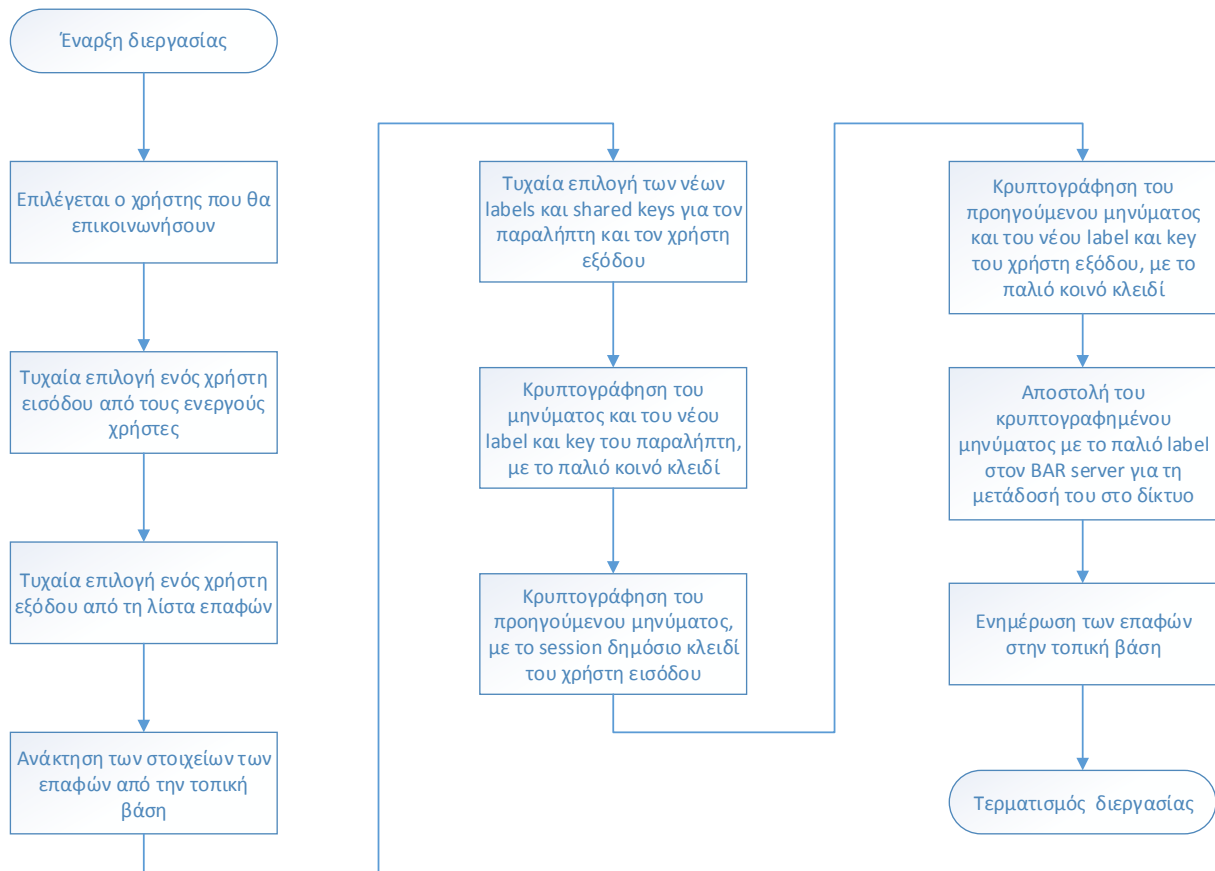 Έναρξη διεργασίας
Επιλέγεται ο χρήστης που θα
επικοινωνήσουν
Τυχαία επιλογή ενός χρήστη
εισόδου από τους ενεργούς
χρήστες
Τυχαία επιλογή ενός χρήστη
εξόδου από τη λίστα επαφών
Ανάκτηση των στοιχείων των
επαφών από την τοπική
βάση
Τυχαία επιλογή των νέων
labels και shared keys για τον
παραλήπτη και τον χρήστη
εξόδου
Κρυπτογράφηση του
μηνύματος και του νέου
label και key του παραλήπτη,
με το παλιό κοινό κλειδί
Κρυπτογράφηση του
προηγούμενου μηνύματος,
με το session δημόσιο κλειδί
του χρήστη εισόδου
Κρυπτογράφηση του
προηγούμενου μηνύματος
και του νέου label και key
του χρήστη εξόδου, με το
παλιό κοινό κλειδί
Αποστολή του
κρυπτογραφημένου
μηνύματος με το παλιό label
στον BAR server για τη
μετάδοσή του στο δίκτυο
Ενημέρωση των επαφών
στην τοπική βάση
Τερματισμός διεργασίας